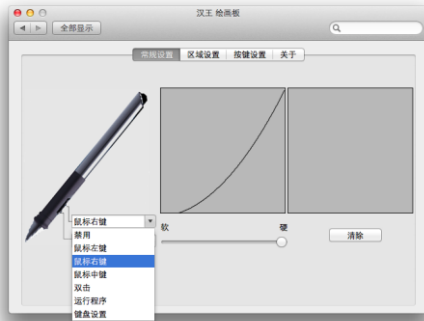 汉王 绘画板
全部显示
常规设置 区域设置 按键设置 关于
鼠标右键
禁用
鼠标左键
鼠标右键
鼠标中键
双击
运行程序
键盘设置
软 硬
清除